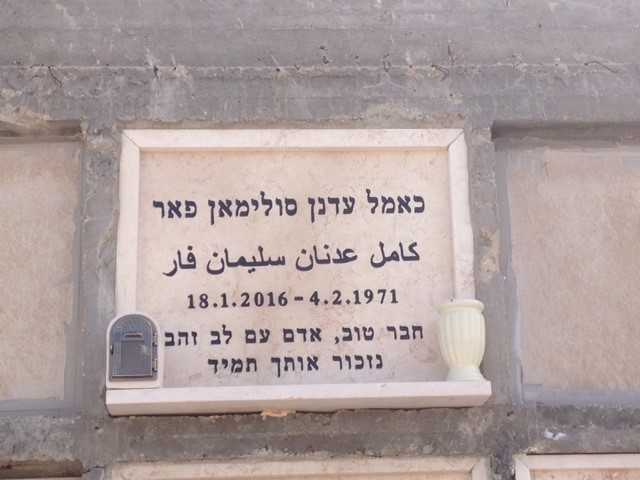 כאמל עדנן סולימאן פאר
كامل عدنان سليمان فار
18.1.2016 - 4.2.1971
חבר טוב, אדם עם לב זהב
נזכור אותך תמיד